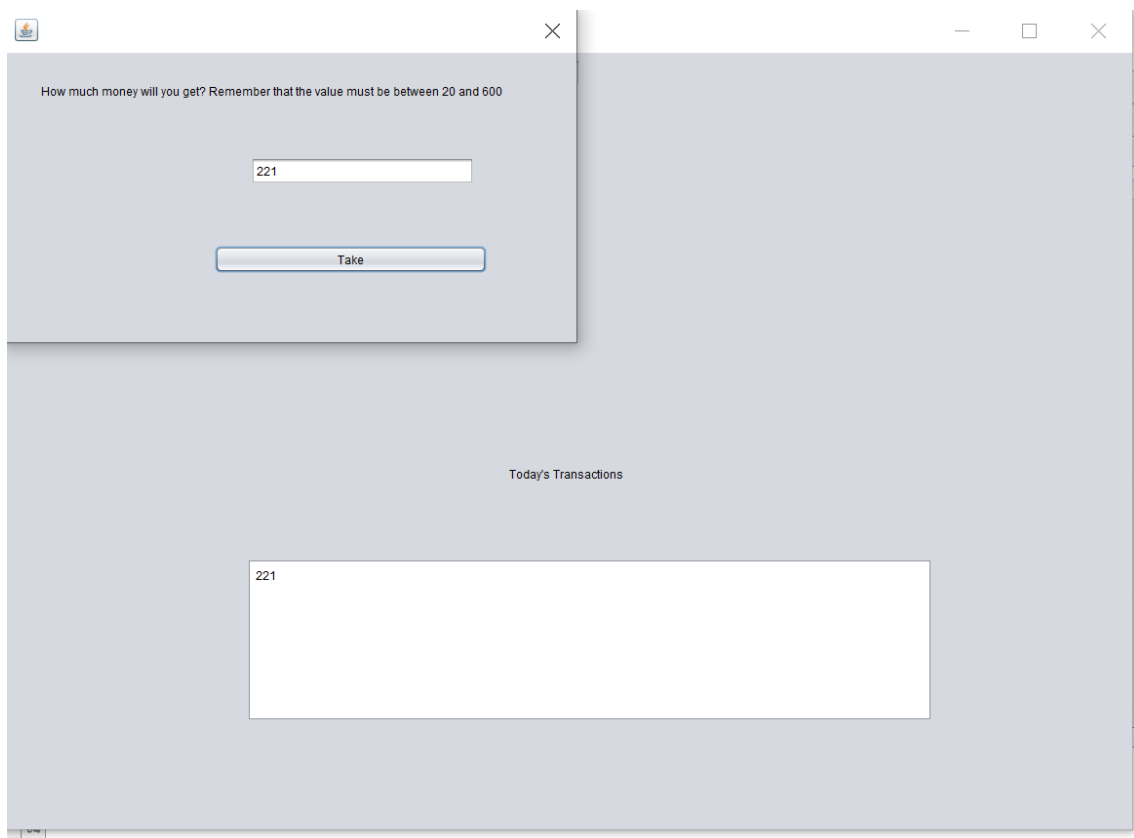 How much money will you get? Remember that the value must be between 20 and 600
221
Take
Today's Transactions
221